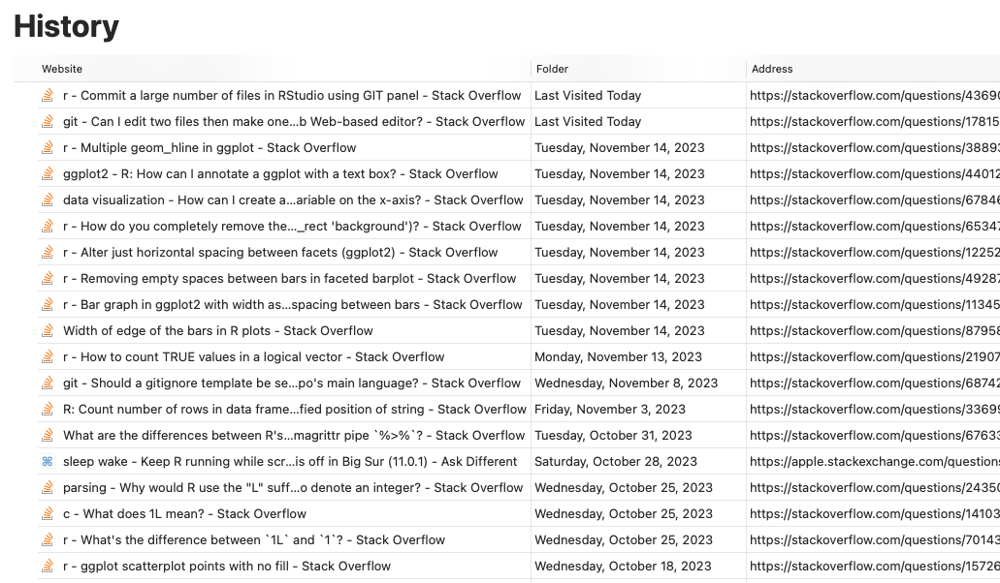 History
Website Folder Address
r - Commit a large number of files in RStudio using GIT panel - Stack Overflow Last Visited Today https://stackoverflow.com/questions/43690
git - Can I edit two files then make one...b Web-based editor? - Stack Overflow Last Visited Today https://stackoverflow.com/questions/17815
r - Multiple geom_hline in ggplot - Stack Overflow Tuesday, November 14, 2023 https://stackoverflow.com/questions/38893
ggplot2 - R: How can I annotate a ggplot with a text box? - Stack Overflow Tuesday, November 14, 2023 https://stackoverflow.com/questions/44012
data visualization - How can I create a...ariable on the x-axis? - Stack Overflow Tuesday, November 14, 2023 https://stackoverflow.com/questions/67846
r - How do you completely remove the..._rect 'background')? - Stack Overflow Tuesday, November 14, 2023 https://stackoverflow.com/questions/65347
r - Alter just horizontal spacing between facets (ggplot2) - Stack Overflow Tuesday, November 14, 2023 https://stackoverflow.com/questions/12252
r - Removing empty spaces between bars in faceted barplot - Stack Overflow Tuesday, November 14, 2023 https://stackoverflow.com/questions/49287
r - Bar graph in ggplot2 with width as...spacing between bars - Stack Overflow Tuesday, November 14, 2023 https://stackoverflow.com/questions/11345
Width of edge of the bars in R plots - Stack Overflow Tuesday, November 14, 2023 https://stackoverflow.com/questions/87958
r - How to count TRUE values in a logical vector - Stack Overflow Monday, November 13, 2023 https://stackoverflow.com/questions/21907
git - Should a gitignore template be se...po's main language? - Stack Overflow Wednesday, November 8, 2023 https://stackoverflow.com/questions/68742
R: Count number of rows in data frame...fied position of string - Stack Overflow Friday, November 3, 2023 https://stackoverflow.com/questions/33699
What are the differences between R's...magrittr pipe `%>%`? - Stack Overflow Tuesday, October 31, 2023 https://stackoverflow.com/questions/67633
sleep wake - Keep R running while scr...is off in Big Sur (11.0.1) - Ask Different Saturday, October 28, 2023 https://apple.stackexchange.com/questions
parsing - Why would R use the "L" suff...o denote an integer? - Stack Overflow Wednesday, October 25, 2023 https://stackoverflow.com/questions/24350
c - What does 1L mean? - Stack Overflow Wednesday, October 25, 2023 https://stackoverflow.com/questions/14103
r - What's the difference between `1L` and `1`? - Stack Overflow Wednesday, October 25, 2023 https://stackoverflow.com/questions/70143
r - ggplot scatterplot points with no fill - Stack Overflow Wednesday, October 18, 2023 https://stackoverflow.com/questions/15726